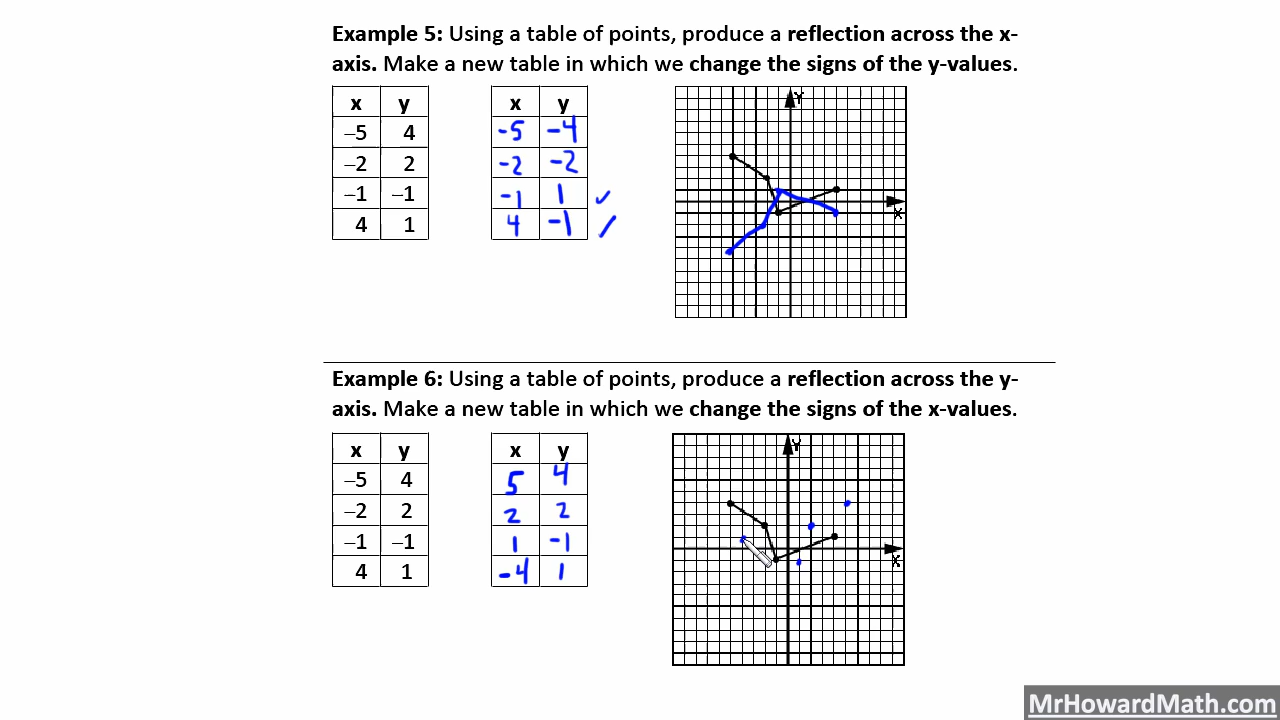 Example 5: Using a table of points, produce a reflection across the x-
axis. Make a new table in which we change the signs of the y-values.
x y
–5 4
–2 2
–1 –1
4 1
x y
-5 -4
-2 -2
-1 1 ✓
4 -1
Y
X
Example 6: Using a table of points, produce a reflection across the y-
axis. Make a new table in which we change the signs of the x-values.
x y
–5 4
–2 2
–1 –1
4 1
x y
5 4
2 2
1 -1
-4 1
Y
X
MrHowardMath.com